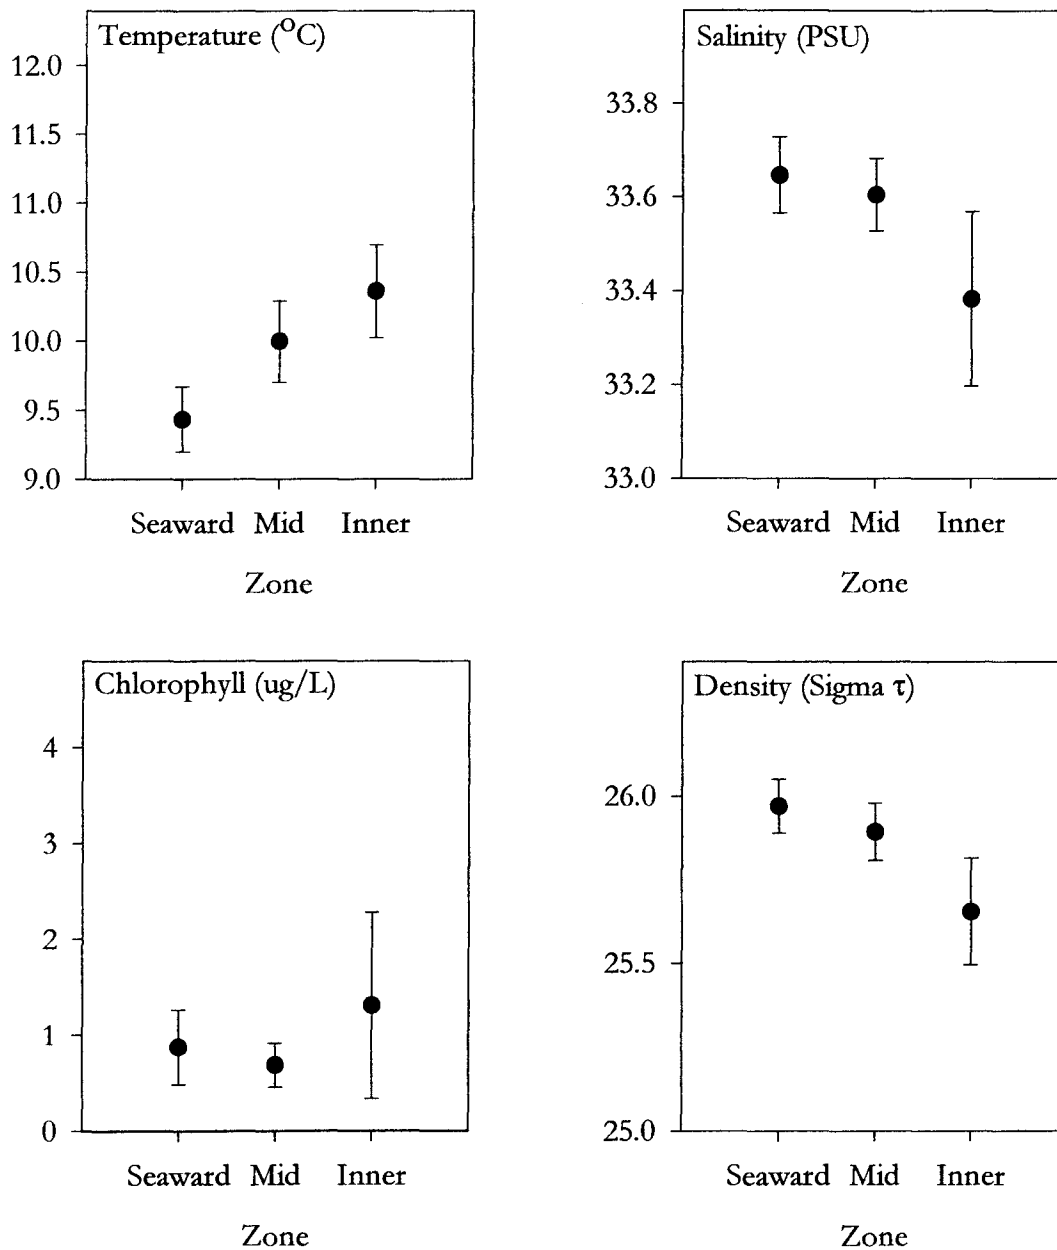 Temperature (°C)
12.0
11.5
11.0
10.5
10.0
9.5
9.0
Seaward Mid Inner
Zone
Salinity (PSU)
33.8
33.6
33.4
33.2
33.0
Seaward Mid Inner
Zone
Chlorophyll (ug/L)
4
3
2
1
0
Seaward Mid Inner
Zone
Density (Sigma τ)
26.0
25.5
25.0
Seaward Mid Inner
Zone